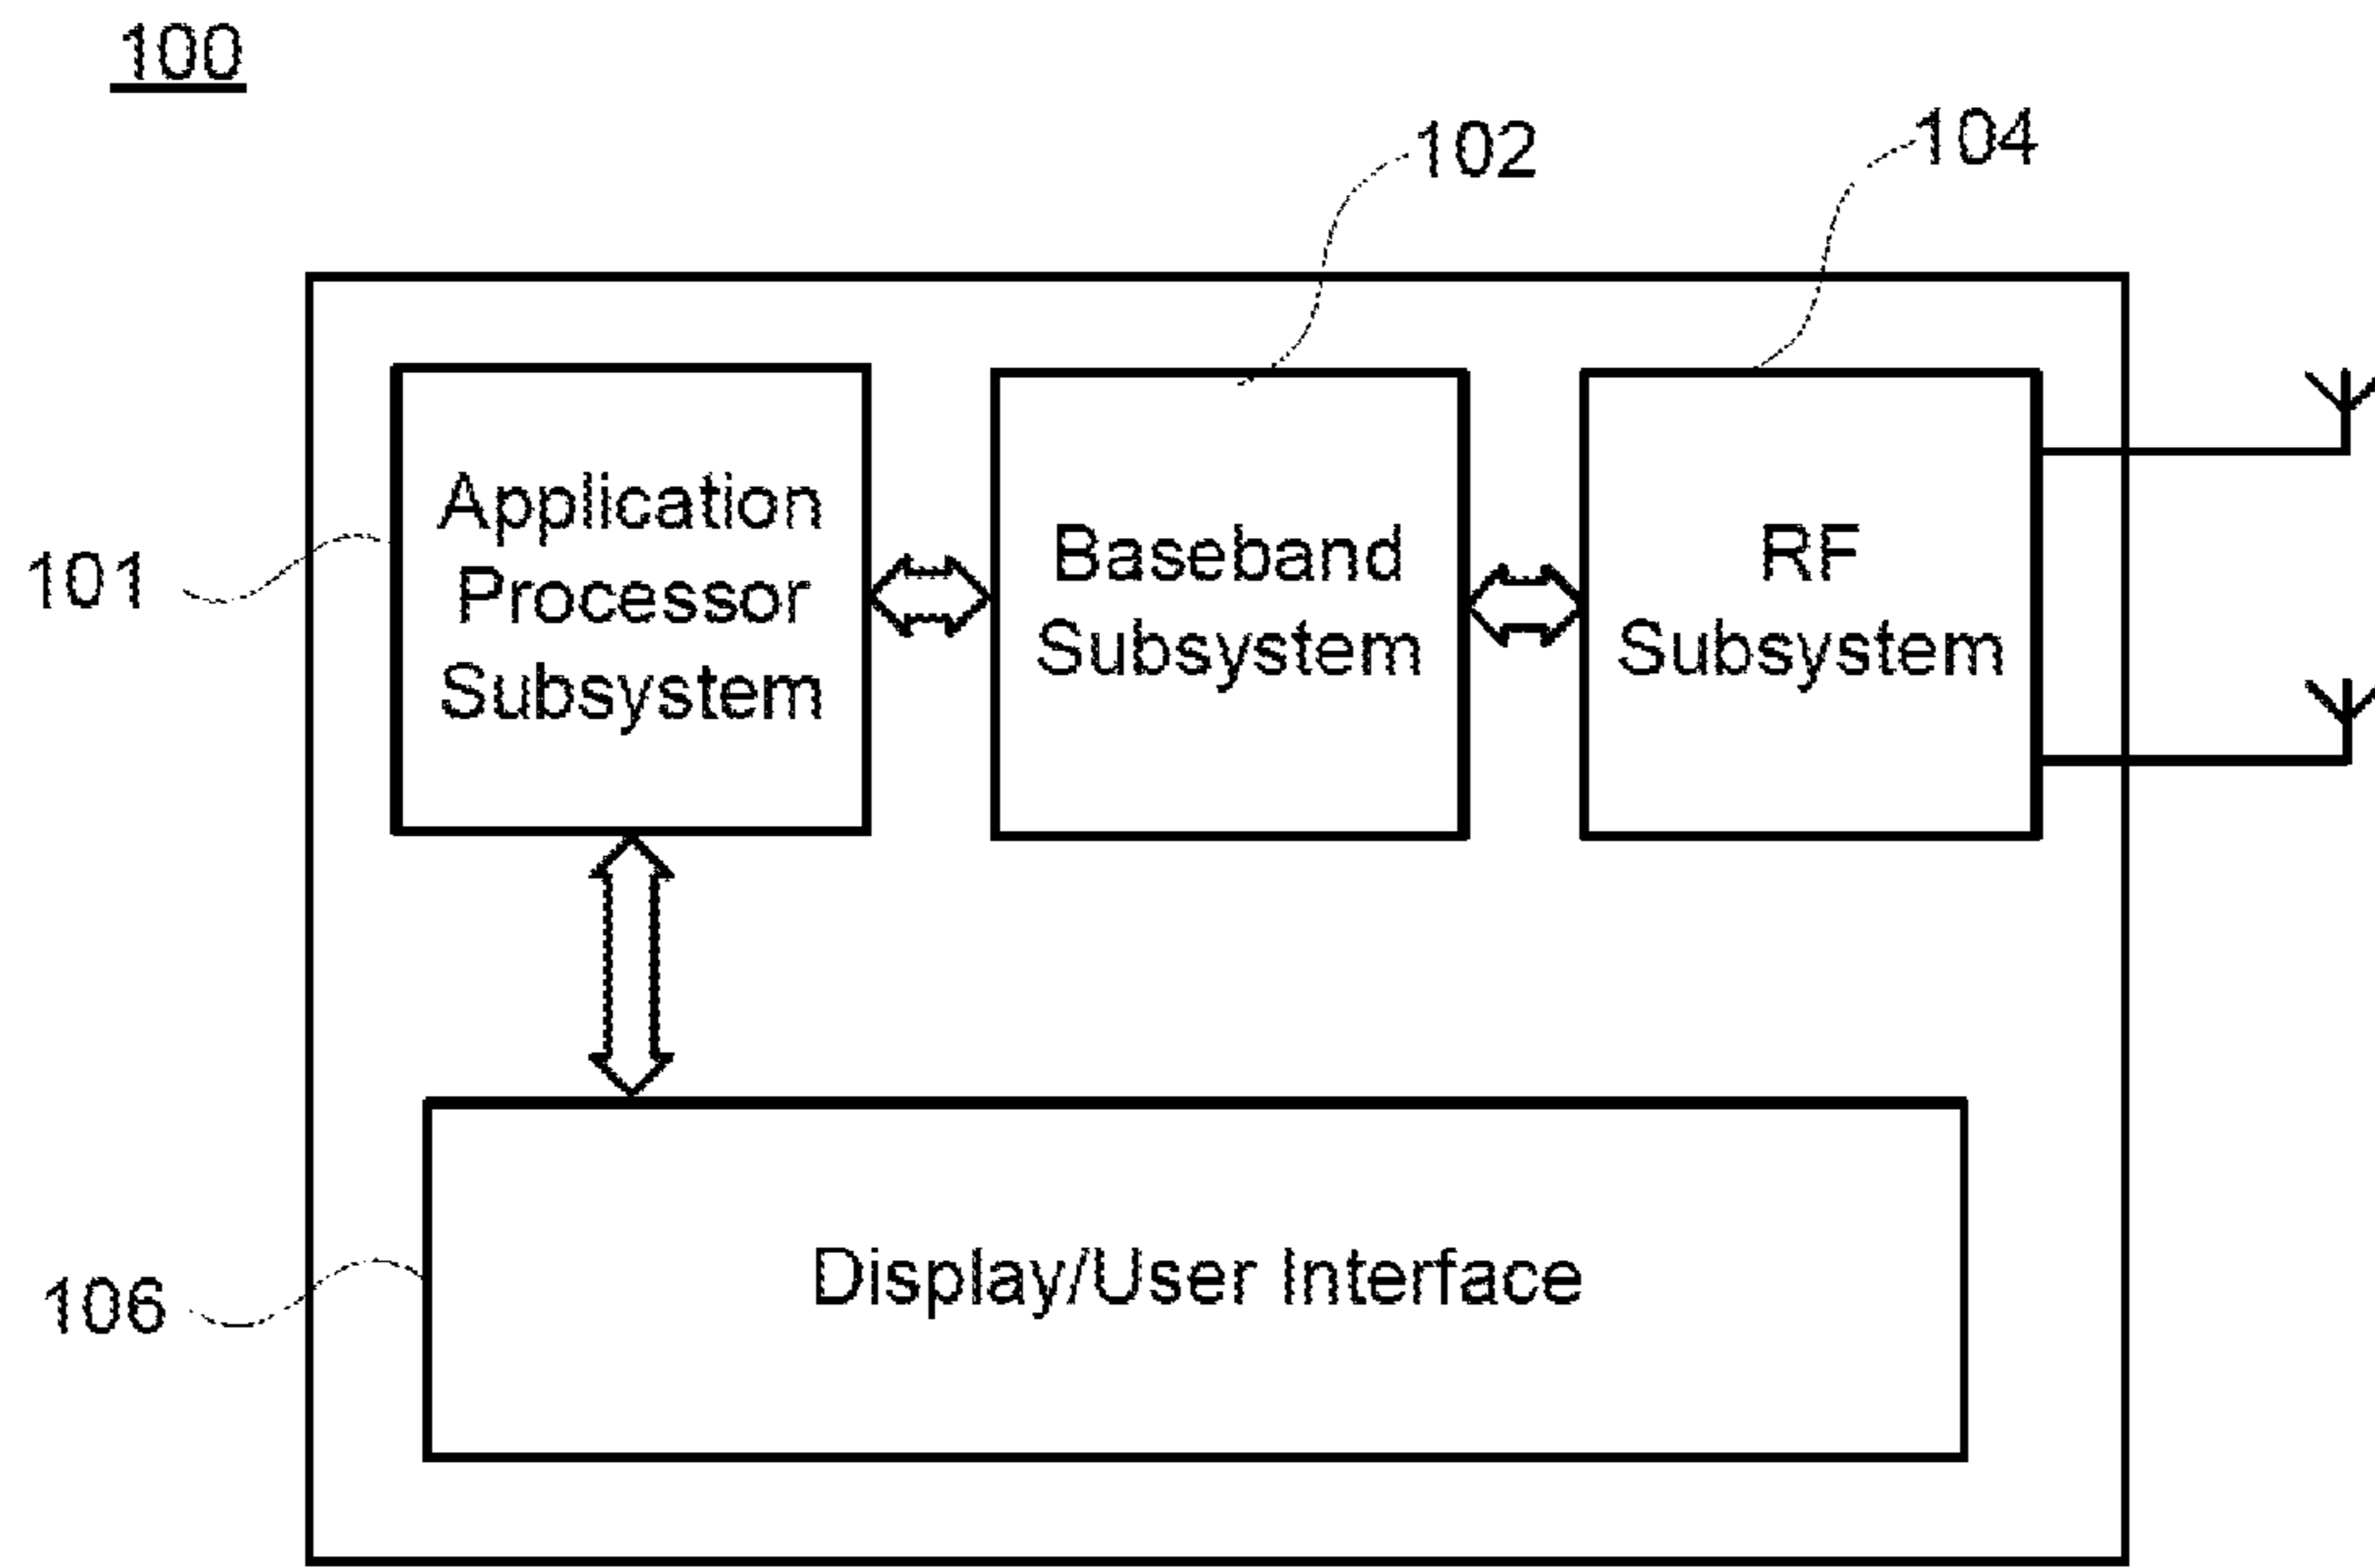 100
102
104
101
Application
Processor
Subsystem
Baseband
Subsystem
RF
Subsystem
106
Display/User Interface